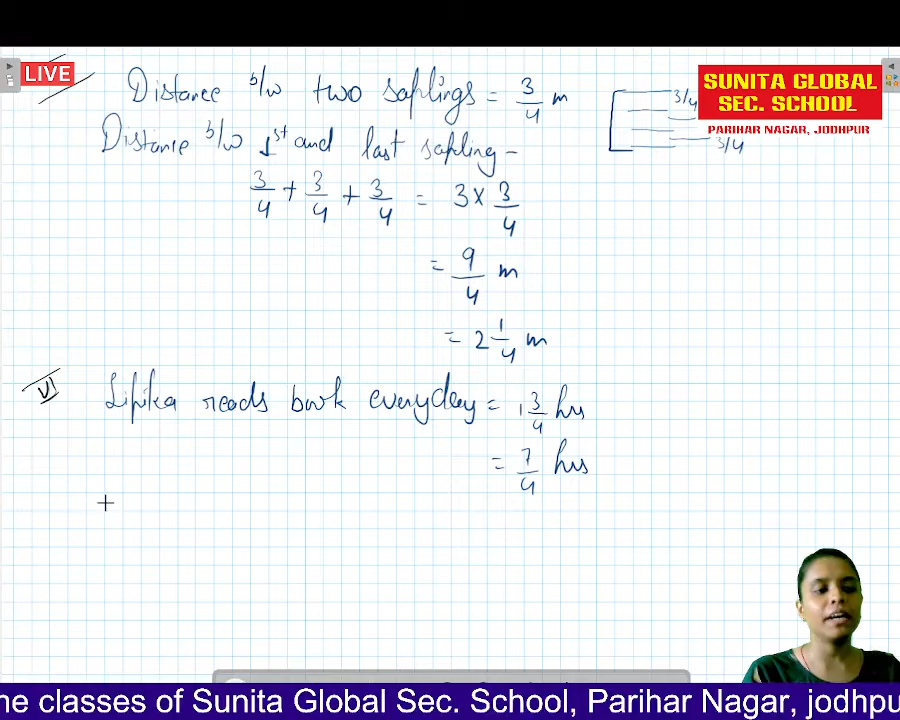 LIVE
Distance b/w two saplings = 3/4 m
SUNITA GLOBAL
SEC. SCHOOL
PARIHAR NAGAR, JODHPUR
3/4
3/4
Distance b/w 1st and last sapling -
3/4 + 3/4 + 3/4 = 3 × 3/4
= 9/4 m
= 2 1/4 m
VI Lipika reads book everyday = 1 3/4 hrs
= 7/4 hrs
he classes of Sunita Global Sec. School, Parihar Nagar, jodhpu